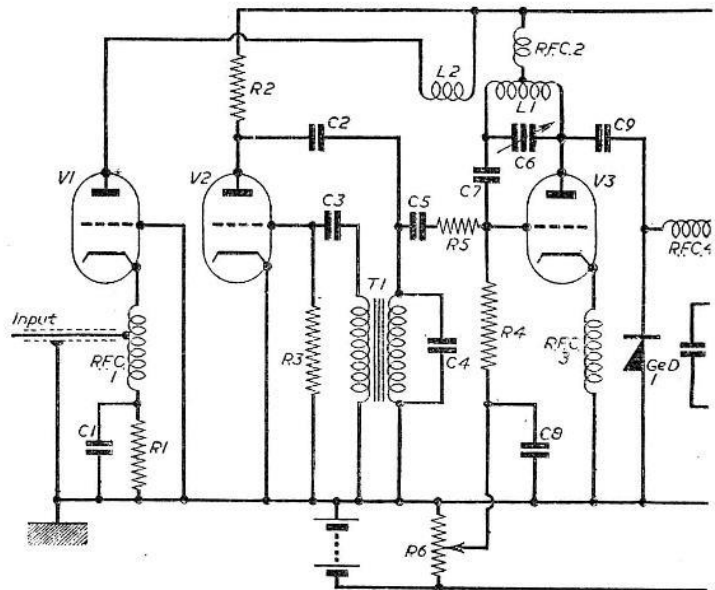 R.F.C.2
L2
L1
R2
C2
C9
C6
V1
V2
C7
V3
C3
C5
R5
RFC4
T1
Input
R.F.C.
1
R3
C4
R4
R.F.C.
3
GeD
1
C1
R1
C8
R6